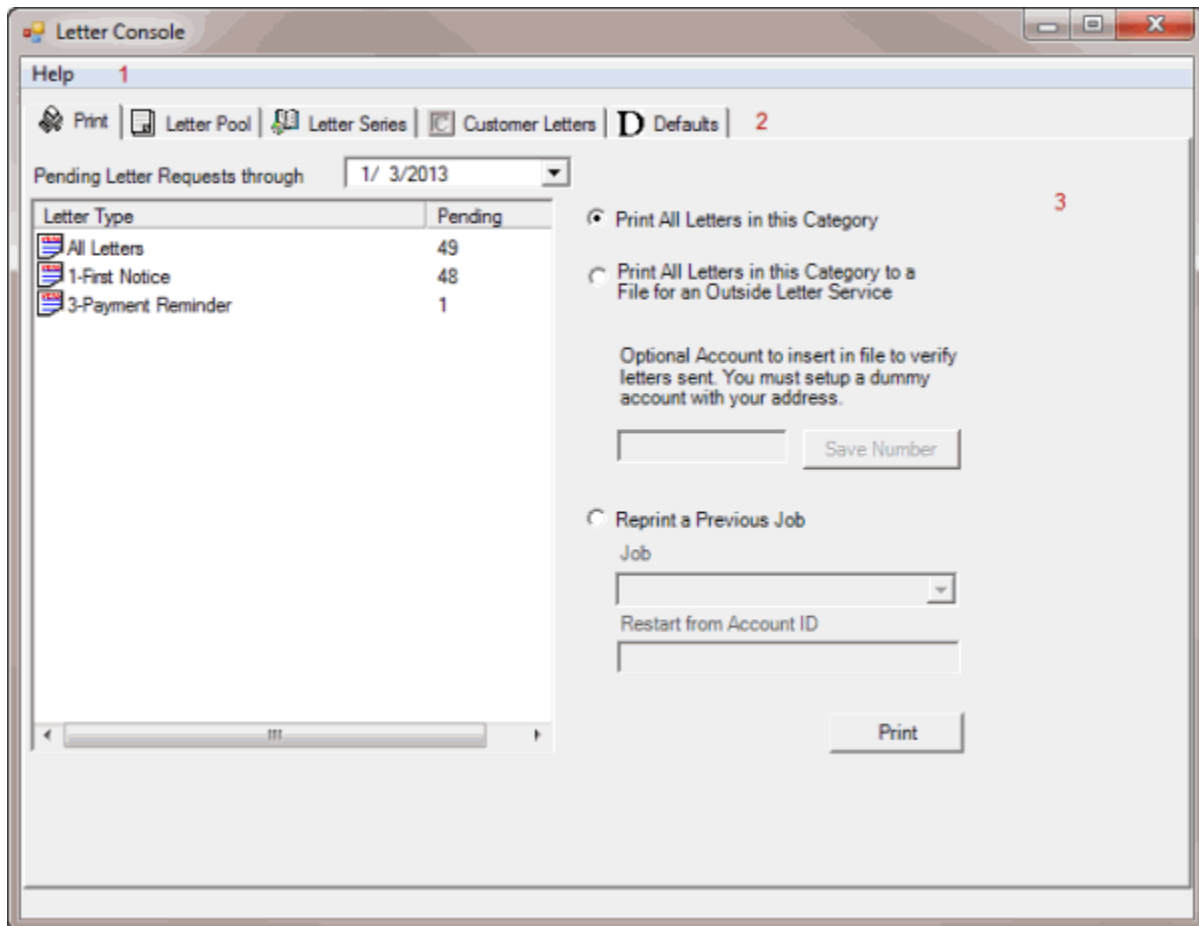 Letter Console
Help 1
Print Letter Pool Letter Series Customer Letters Defaults 2
Pending Letter Requests through 1/ 3/2013
Letter Type Pending
All Letters 49
1-First Notice 48
3-Payment Reminder 1
3
Print All Letters in this Category
Print All Letters in this Category to a
File for an Outside Letter Service
Optional Account to insert in file to verify
letters sent. You must setup a dummy
account with your address.
Save Number
Reprint a Previous Job
Job
Restart from Account ID
Print